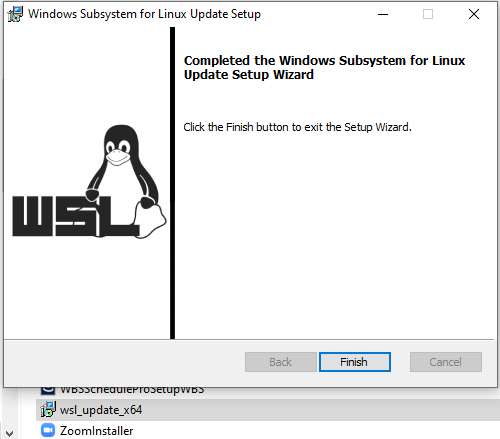 Windows Subsystem for Linux Update Setup
Completed the Windows Subsystem for Linux
Update Setup Wizard
Click the Finish button to exit the Setup Wizard.
WSL
Back
Finish
Cancel
WBSScheduleProSetupWBS
wsl_update_x64
ZoomInstaller